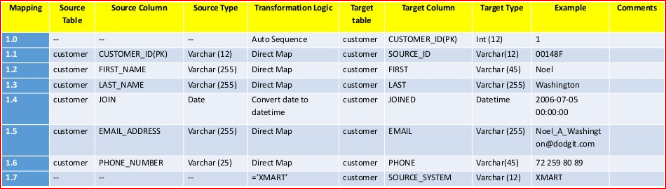 Mapping Source Table Source Column Source Type Transformation Logic Target table Target Column Target Type Example Comments
1.0 -- -- Auto Sequence customer CUSTOMER_ID(PK) Int (12) 1
1.1 customer CUSTOMER_ID(PK) Varchar (12) Direct Map customer SOURCE_ID Varchar(12) 00148F
1.2 customer FIRST_NAME Varchar (255) Direct Map customer FIRST Varchar (45) Noel
1.3 customer LAST_NAME Varchar (255) Direct Map customer LAST Varchar (255) Washington
1.4 customer JOIN Date Convert date to datetime customer JOINED Datetime 2006-07-05 00:00:00
1.5 customer EMAIL_ADDRESS Varchar (255) Direct Map customer EMAIL Varchar (255) Noel_A_Washington@dodgit.com
1.6 customer PHONE_NUMBER Varchar (25) Direct Map customer PHONE Varchar(45) 72 259 80 89
1.7 -- -- ='XMART' customer SOURCE_SYSTEM Varchar (12) XMART